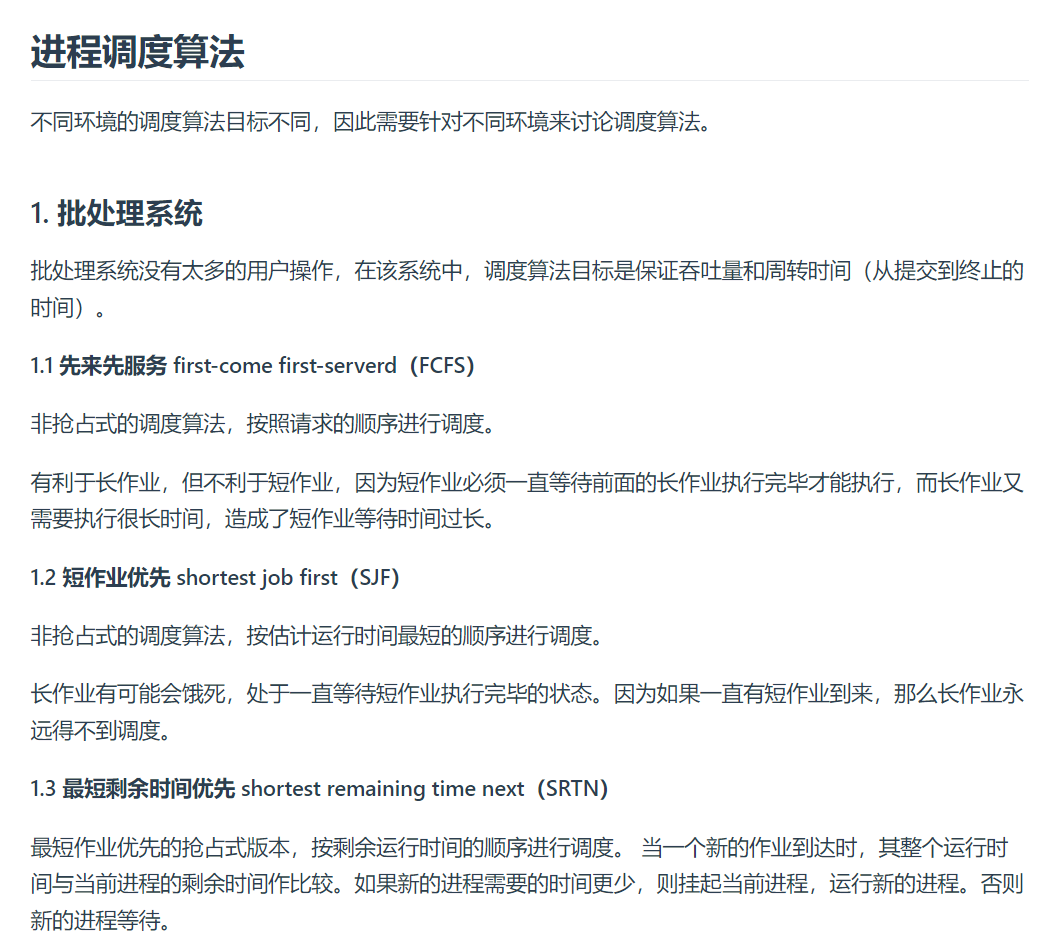 进程调度算法
不同环境的调度算法目标不同，因此需要针对不同环境来讨论调度算法。
1. 批处理系统
批处理系统没有太多的用户操作，在该系统中，调度算法目标是保证吞吐量和周转时间（从提交到终止的
时间）。
1.1 先来先服务 first-come first-serverd（FCFS）
非抢占式的调度算法，按照请求的顺序进行调度。
有利于长作业，但不利于短作业，因为短作业必须一直等待前面的长作业执行完毕才能执行，而长作业又
需要执行很长时间，造成了短作业等待时间过长。
1.2 短作业优先 shortest job first（SJF）
非抢占式的调度算法，按估计运行时间最短的顺序进行调度。
长作业有可能会饿死，处于一直等待短作业执行完毕的状态。因为如果一直有短作业到来，那么长作业永
远得不到调度。
1.3 最短剩余时间优先 shortest remaining time next（SRTN）
最短作业优先的抢占式版本，按剩余运行时间的顺序进行调度。 当一个新的作业到达时，其整个运行时
间与当前进程的剩余时间作比较。如果新的进程需要的时间更少，则挂起当前进程，运行新的进程。否则
新的进程等待。